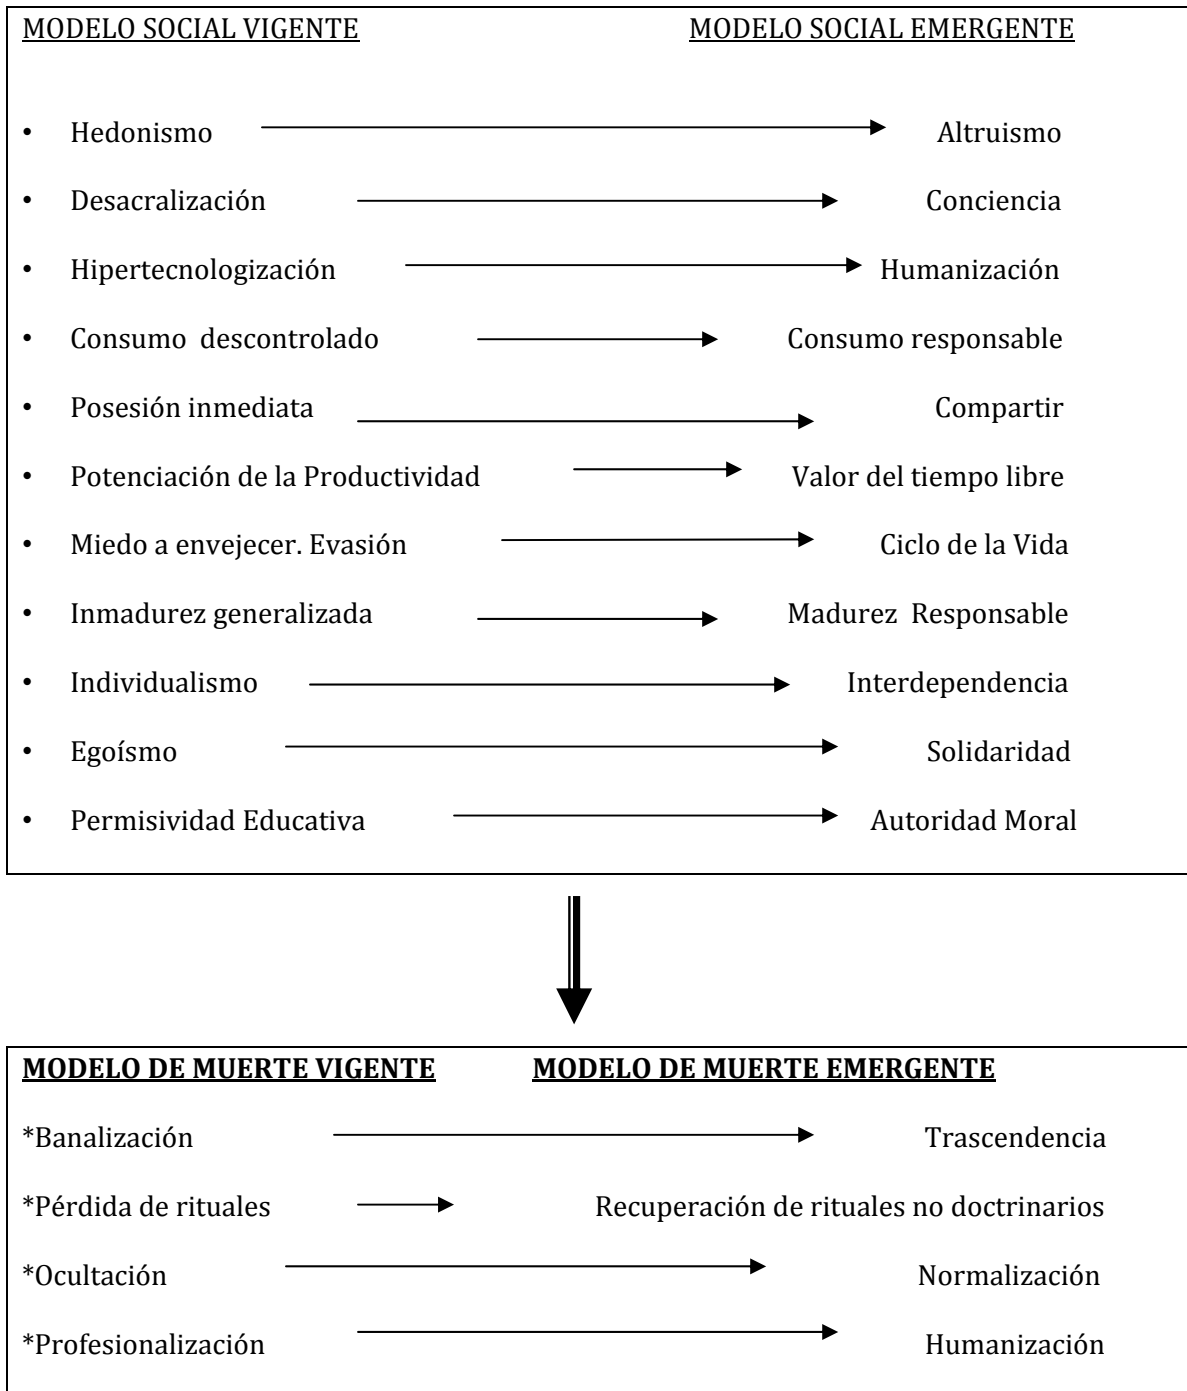 MODELO SOCIAL VIGENTE MODELO SOCIAL EMERGENTE
• Hedonismo Altruismo
• Desacralización Conciencia
• Hipertecnologización Humanización
• Consumo descontrolado Consumo responsable
• Posesión inmediata Compartir
• Potenciación de la Productividad Valor del tiempo libre
• Miedo a envejecer. Evasión Ciclo de la Vida
• Inmadurez generalizada Madurez Responsable
• Individualismo Interdependencia
• Egoísmo Solidaridad
• Permisividad Educativa Autoridad Moral
MODELO DE MUERTE VIGENTE MODELO DE MUERTE EMERGENTE
*Banalización Trascendencia
*Pérdida de rituales Recuperación de rituales no doctrinarios
*Ocultación Normalización
*Profesionalización Humanización